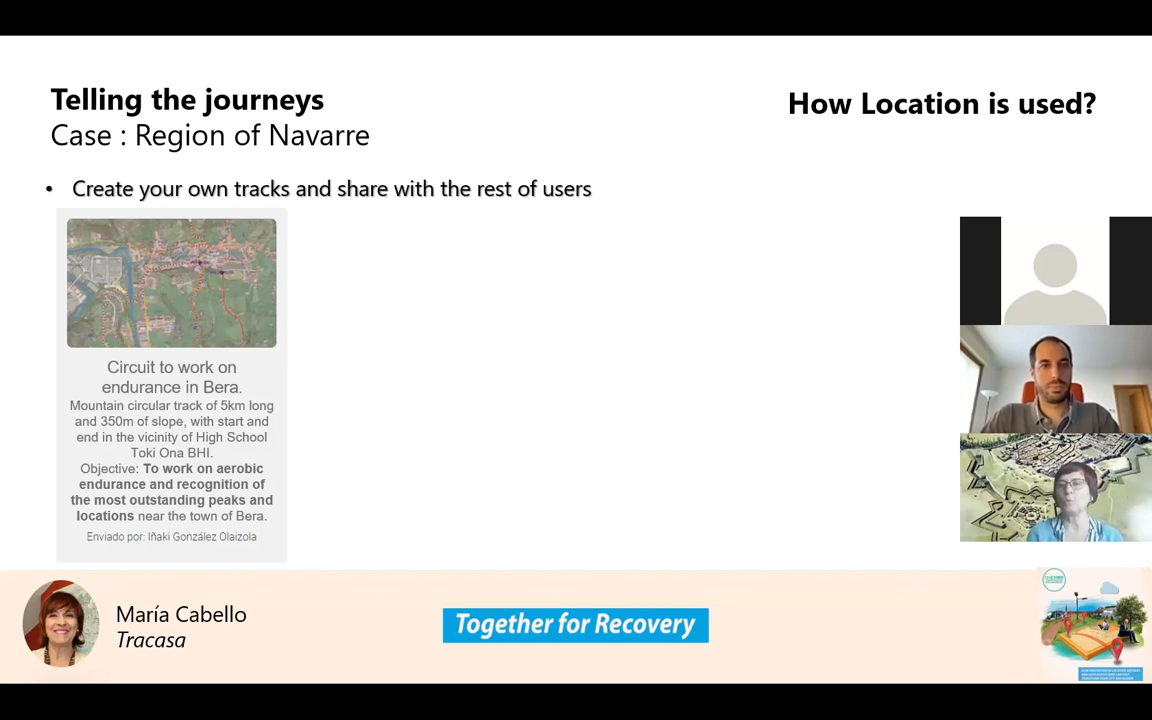 Telling the journeys
How Location is used?
Case : Region of Navarre
• Create your own tracks and share with the rest of users
Circuit to work on
endurance in Bera.
Mountain circular track of 5km long
and 350m of slope, with start and
end in the vicinity of High School
Toki Ona BHI.
Objective: To work on aerobic
endurance and recognition of
the most outstanding peaks and
locations near the town of Bera.
Enviado por: Iñaki González Olaizola
María Cabello
Tracasa
Together for Recovery